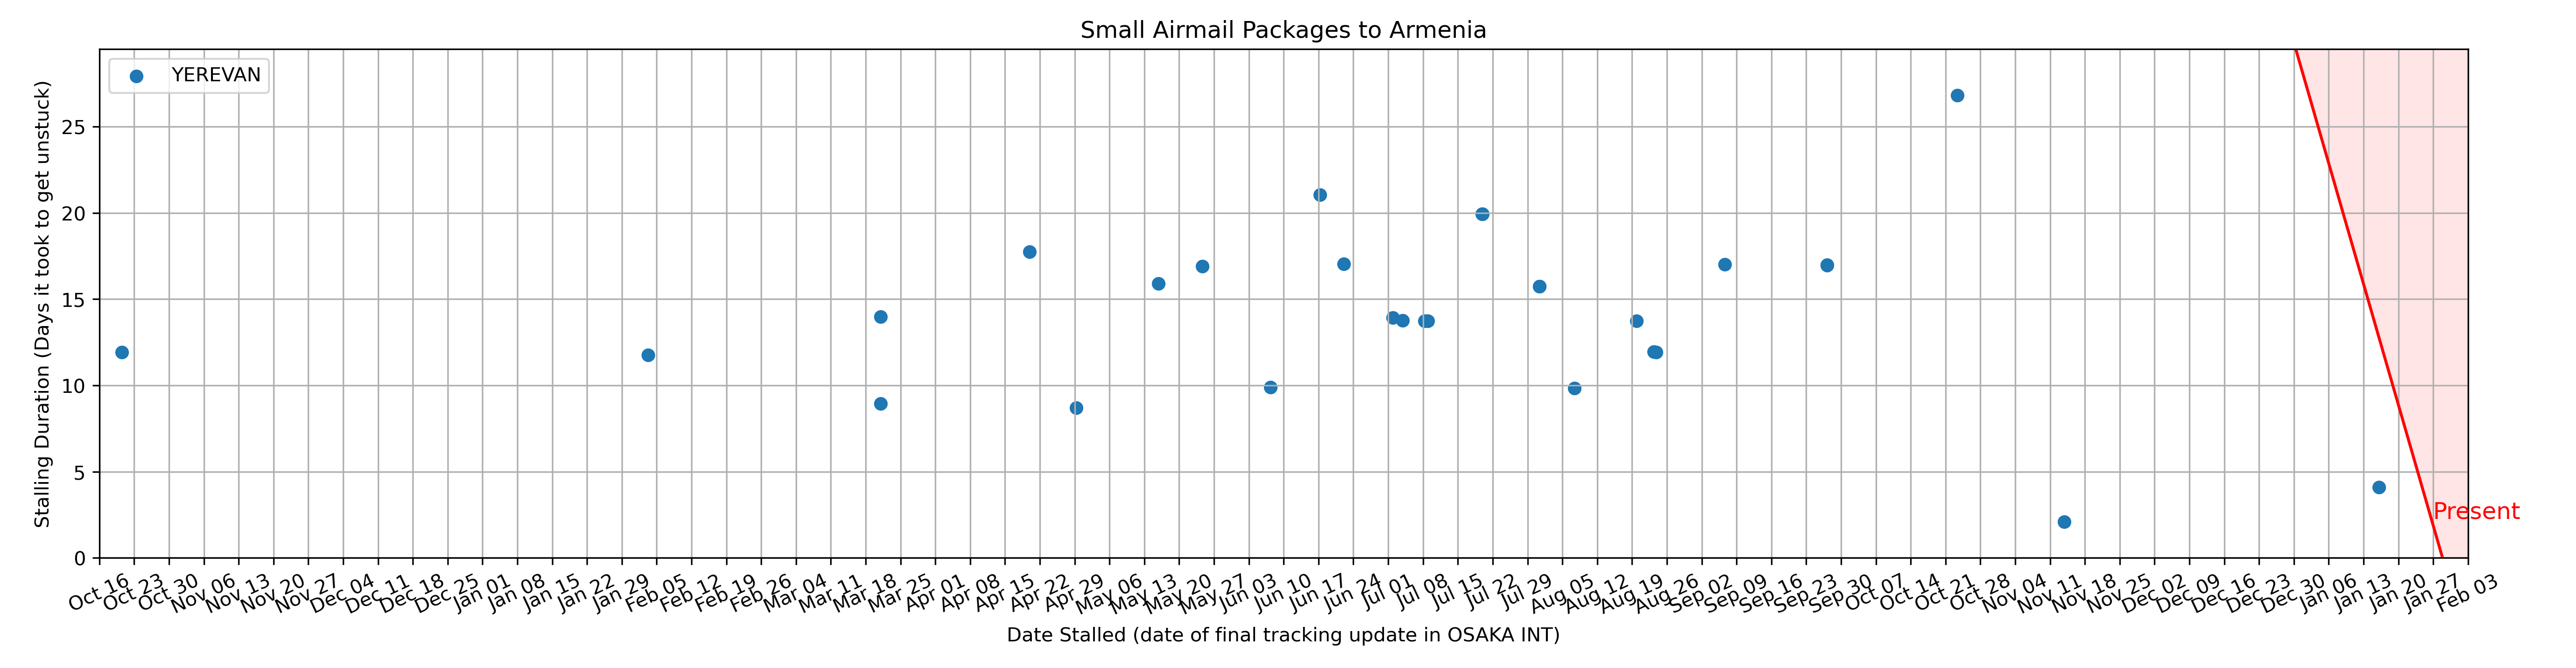 Small Airmail Packages to Armenia
YEREVAN
Stalling Duration (Days it took to get unstuck)
25
20
15
10
5
0
Present
Oct 16 Oct 23 Oct 30 Nov 06 Nov 13 Nov 20 Nov 27 Dec 04 Dec 11 Dec 18 Dec 25 Jan 01 Jan 08 Jan 15 Jan 22 Jan 29 Feb 05 Feb 12 Feb 19 Feb 26 Mar 04 Mar 11 Mar 18 Mar 25 Apr 01 Apr 08 Apr 15 Apr 22 Apr 29 May 06 May 13 May 20 May 27 Jun 03 Jun 10 Jun 17 Jun 24 Jul 01 Jul 08 Jul 15 Jul 22 Jul 29 Aug 05 Aug 12 Aug 19 Aug 26 Sep 02 Sep 09 Sep 16 Sep 23 Sep 30 Oct 07 Oct 14 Oct 21 Oct 28 Nov 04 Nov 11 Nov 18 Nov 25 Dec 02 Dec 09 Dec 16 Dec 23 Dec 30 Jan 06 Jan 13 Jan 20 Jan 27 Feb 03
Date Stalled (date of final tracking update in OSAKA INT)